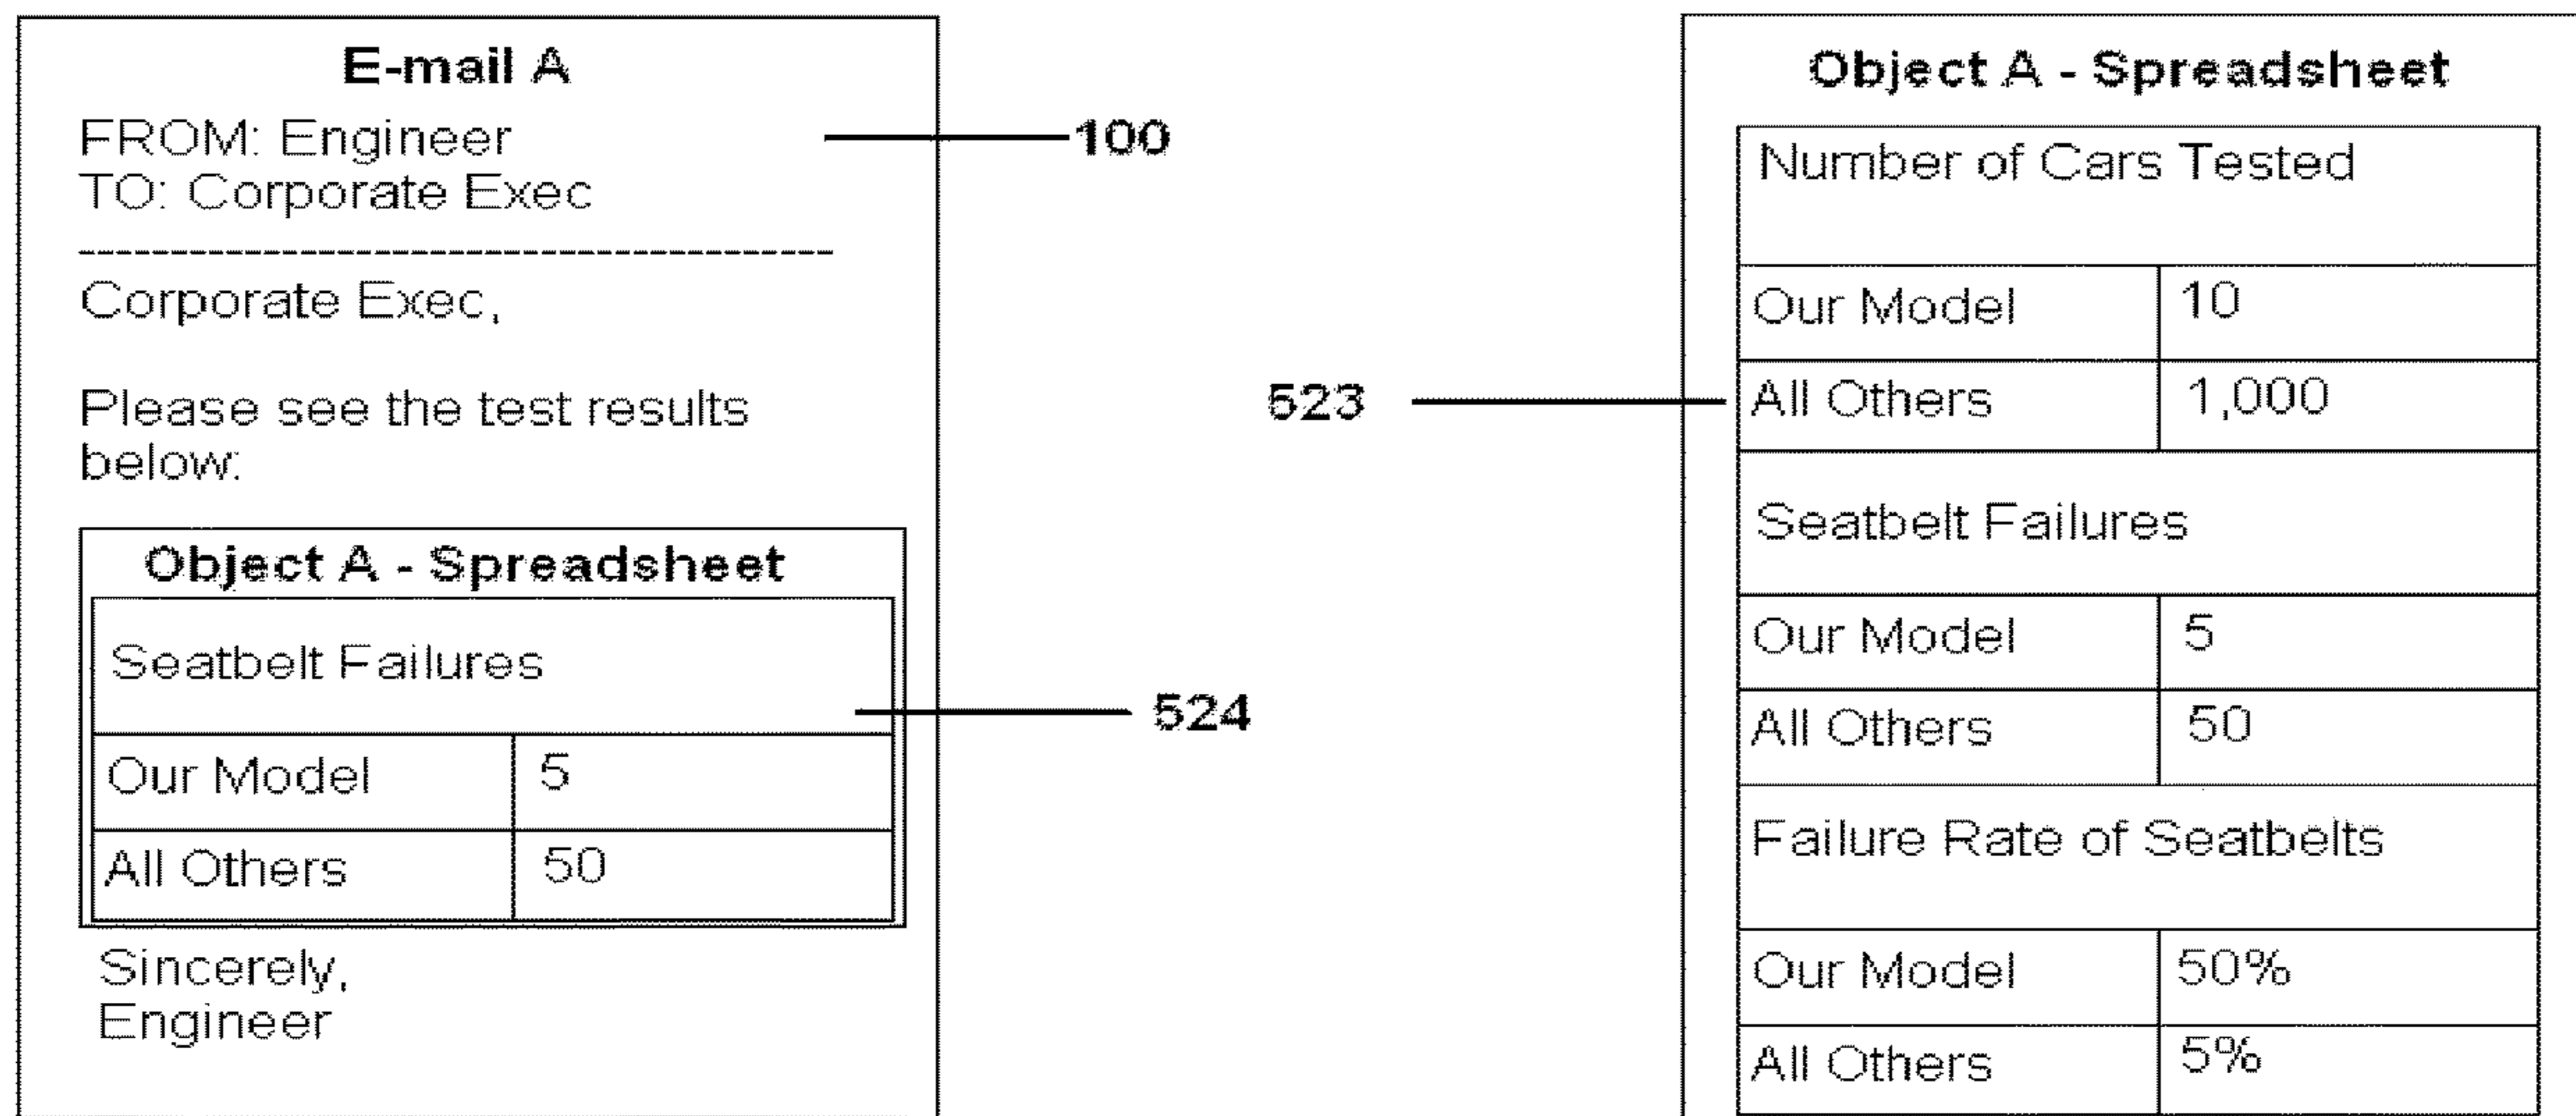 E-mail A
FROM: Engineer
TO: Corporate Exec
--------------------------------------------
Corporate Exec,
Please see the test results
below:
Object A - Spreadsheet
Seatbelt Failures
Our Model 5
All Others 50
Sincerely,
Engineer
100
524
523
Object A - Spreadsheet
Number of Cars Tested
Our Model 10
All Others 1,000
Seatbelt Failures
Our Model 5
All Others 50
Failure Rate of Seatbelts
Our Model 50%
All Others 5%